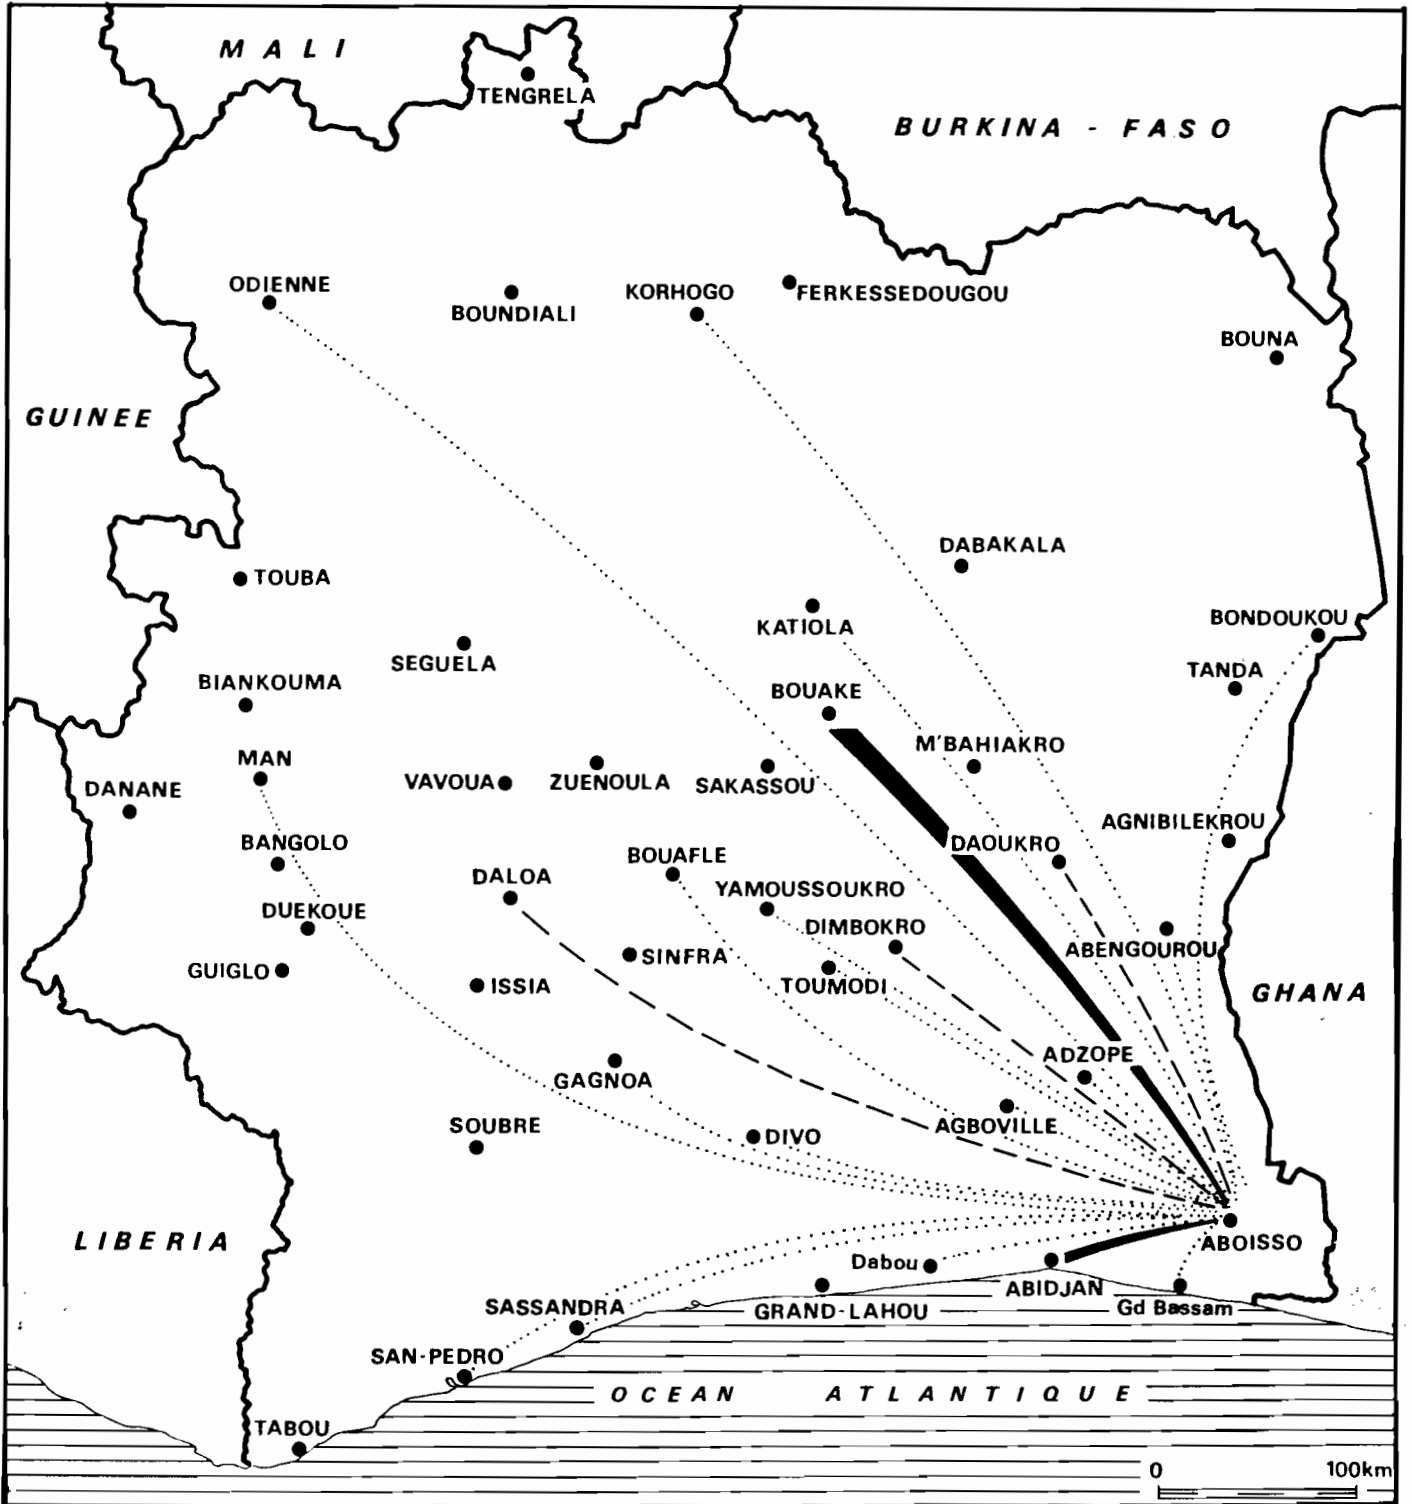 MALI
TENGRELA
BURKINA - FASO
ODIENNE
BOUNDIALI
KORHOGO
FERKESSEDOUGOU
BOUNA
GUINEE
DABAKALA
TOUBA
KATIOLA
BONDOUKOU
SEGUELA
TANDA
BIANKOUMA
BOUAKE
M'BAHIAKRO
MAN
DANANE
VAVOUA
ZUENOULA
SAKASSOU
AGNIBILEKROU
BANGOLO
DAOUKRO
BOUAFLE
DALOA
YAMOUSSOUKRO
DUEKOUE
DIMBOKRO
ABENGOUROU
GUIGLO
SINFRA
ISSIA
TOUMODI
GHANA
ADZOPE
GAGNOA
SOUBRE
DIVO
AGBOVILLE
LIBERIA
ABOISSO
Dabou
ABIDJAN
SASSANDRA
GRAND-LAHOU
Gd Bassam
SAN-PEDRO
OCEAN ATLANTIQUE
TABOU
0 100km